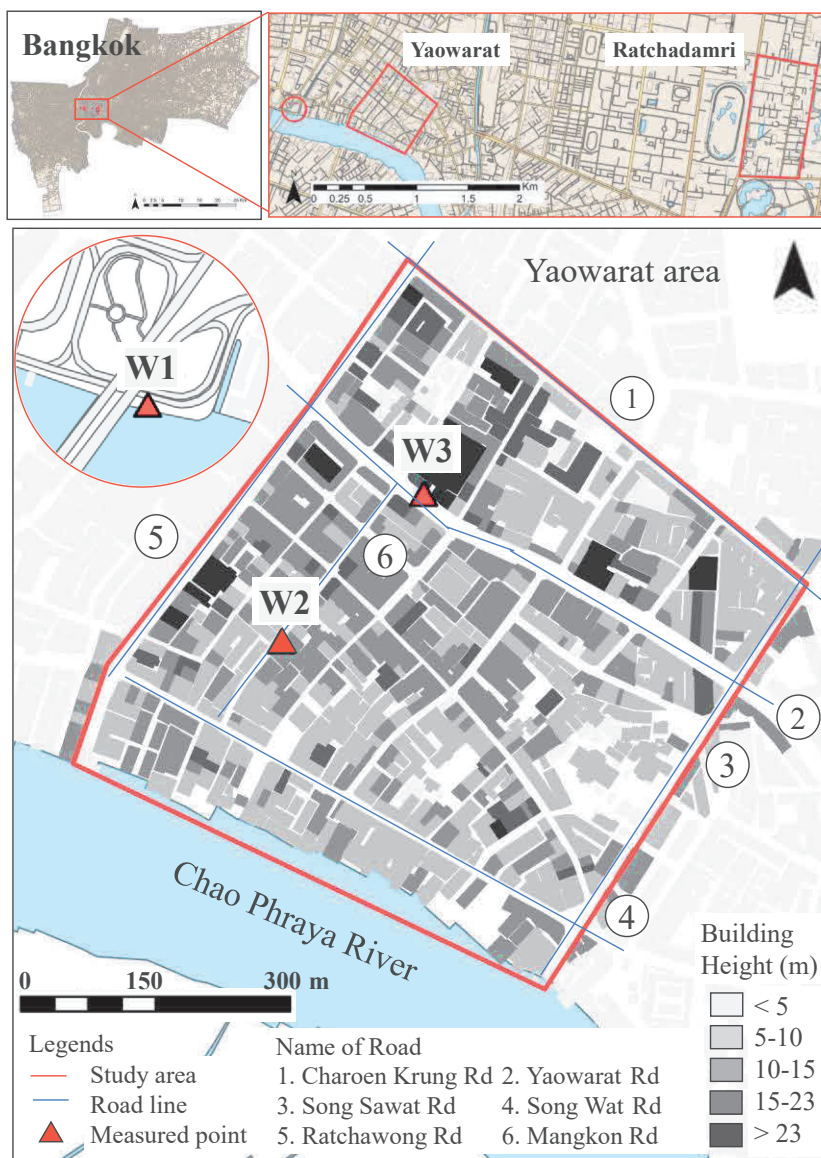 Bangkok
Yaowarat
Ratchadamri
Km
0 0.25 0.5 1 1.5 2
Yaowarat area
W1
1
W3
5
6
W2
2
3
Chao Phraya River
4
0 150 300 m
Building
Height (m)
< 5
5-10
10-15
15-23
> 23
Legends
Study area
Road line
Measured point
Name of Road
1. Charoen Krung Rd 2. Yaowarat Rd
3. Song Sawat Rd 4. Song Wat Rd
5. Ratchawong Rd 6. Mangkon Rd